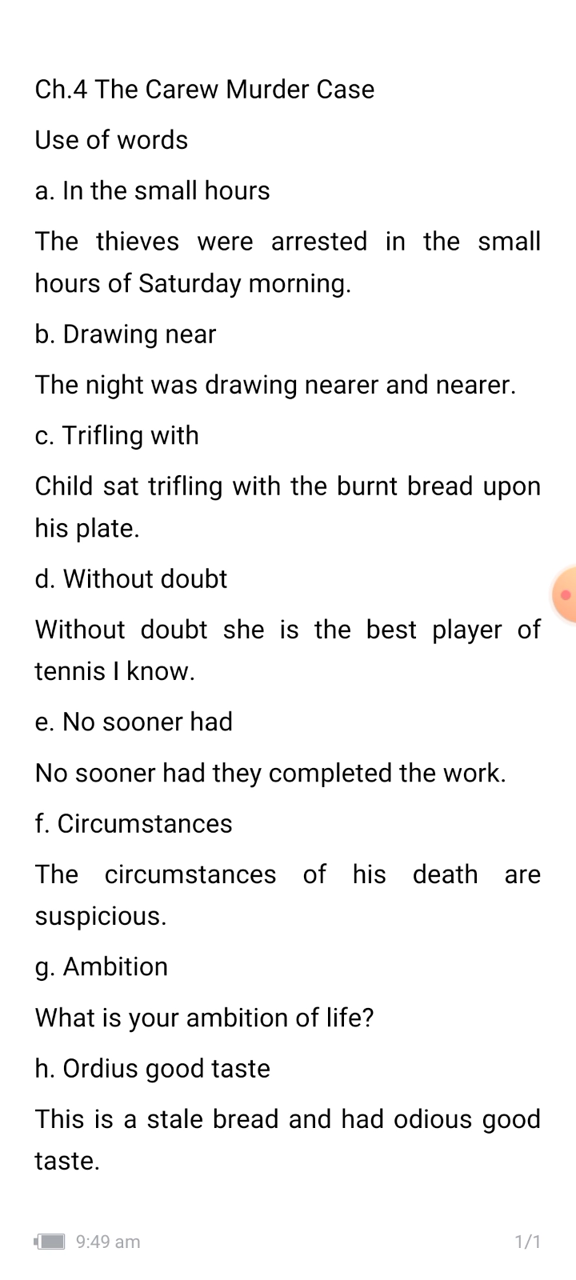 Ch.4 The Carew Murder Case
Use of words
a. In the small hours
The thieves were arrested in the small
hours of Saturday morning.
b. Drawing near
The night was drawing nearer and nearer.
c. Trifling with
Child sat trifling with the burnt bread upon
his plate.
d. Without doubt
Without doubt she is the best player of
tennis I know.
e. No sooner had
No sooner had they completed the work.
f. Circumstances
The circumstances of his death are
suspicious.
g. Ambition
What is your ambition of life?
h. Ordius good taste
This is a stale bread and had odious good
taste.
9:49 am 1/1